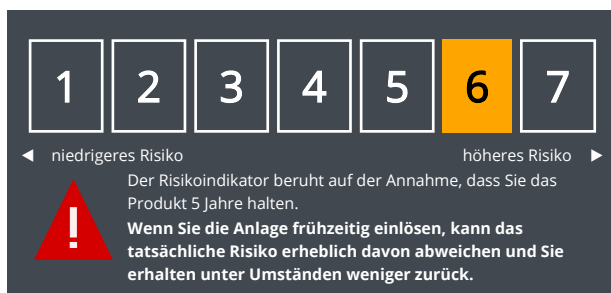 1 2 3 4 5 6 7
niedrigeres Risiko höheres Risiko
Der Risikoindikator beruht auf der Annahme, dass Sie das
Produkt 5 Jahre halten.
Wenn Sie die Anlage frühzeitig einlösen, kann das
tatsächliche Risiko erheblich davon abweichen und Sie
erhalten unter Umständen weniger zurück.